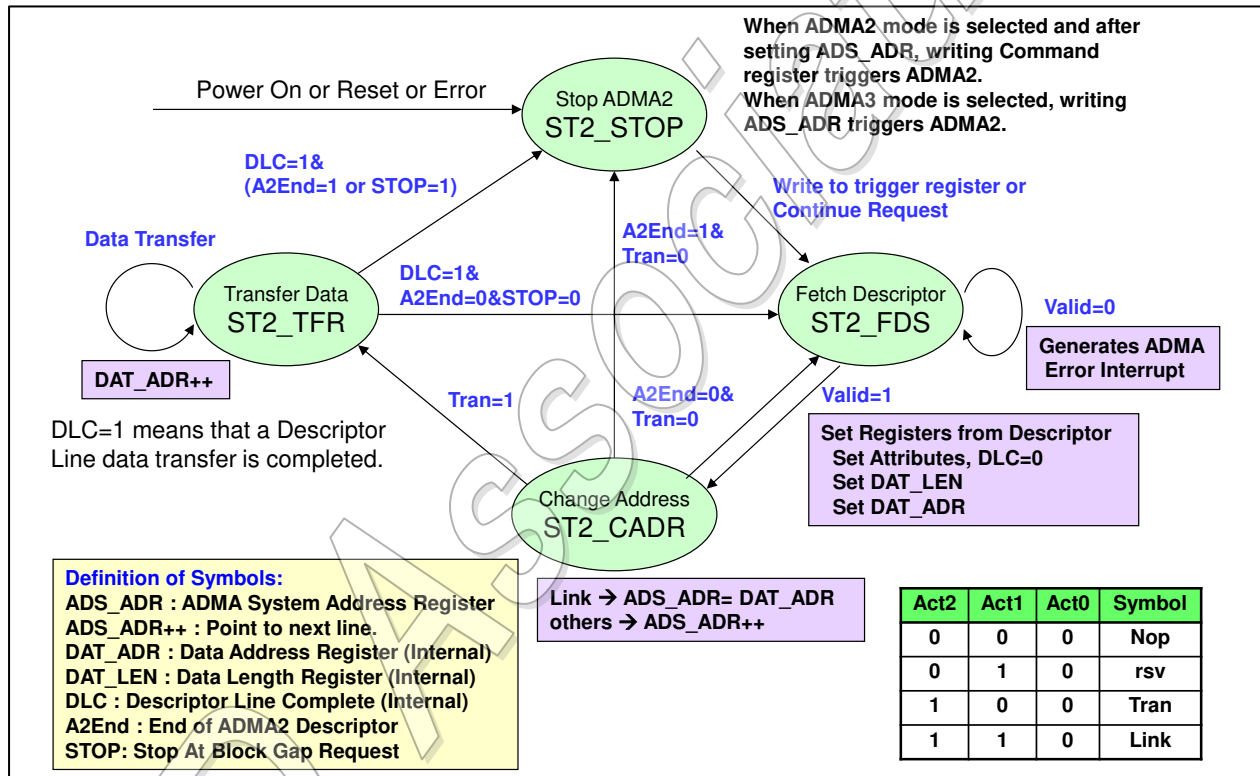 When ADMA2 mode is selected and after
setting ADS_ADR, writing Command
register triggers ADMA2.
When ADMA3 mode is selected, writing
ADS_ADR triggers ADMA2.
Power On or Reset or Error
Stop ADMA2
ST2_STOP
DLC=1&
(A2End=1 or STOP=1)
Write to trigger register or
Continue Request
Data Transfer
A2End=1&
Tran=0
DLC=1&
A2End=0&STOP=0
Transfer Data
ST2_TFR
Fetch Descriptor
ST2_FDS
Valid=0
Generates ADMA
Error Interrupt
DAT_ADR++
Tran=1
A2End=0&
Tran=0
Valid=1
DLC=1 means that a Descriptor
Line data transfer is completed.
Set Registers from Descriptor
Set Attributes, DLC=0
Set DAT_LEN
Set DAT_ADR
Change Address
ST2_CADR
Definition of Symbols:
ADS_ADR : ADMA System Address Register
ADS_ADR++ : Point to next line.
DAT_ADR : Data Address Register (Internal)
DAT_LEN : Data Length Register (Internal)
DLC : Descriptor Line Complete (Internal)
A2End : End of ADMA2 Descriptor
STOP: Stop At Block Gap Request
Link → ADS_ADR= DAT_ADR
others → ADS_ADR++
Act2 Act1 Act0 Symbol
0 0 0 Nop
0 1 0 rsv
1 0 0 Tran
1 1 0 Link